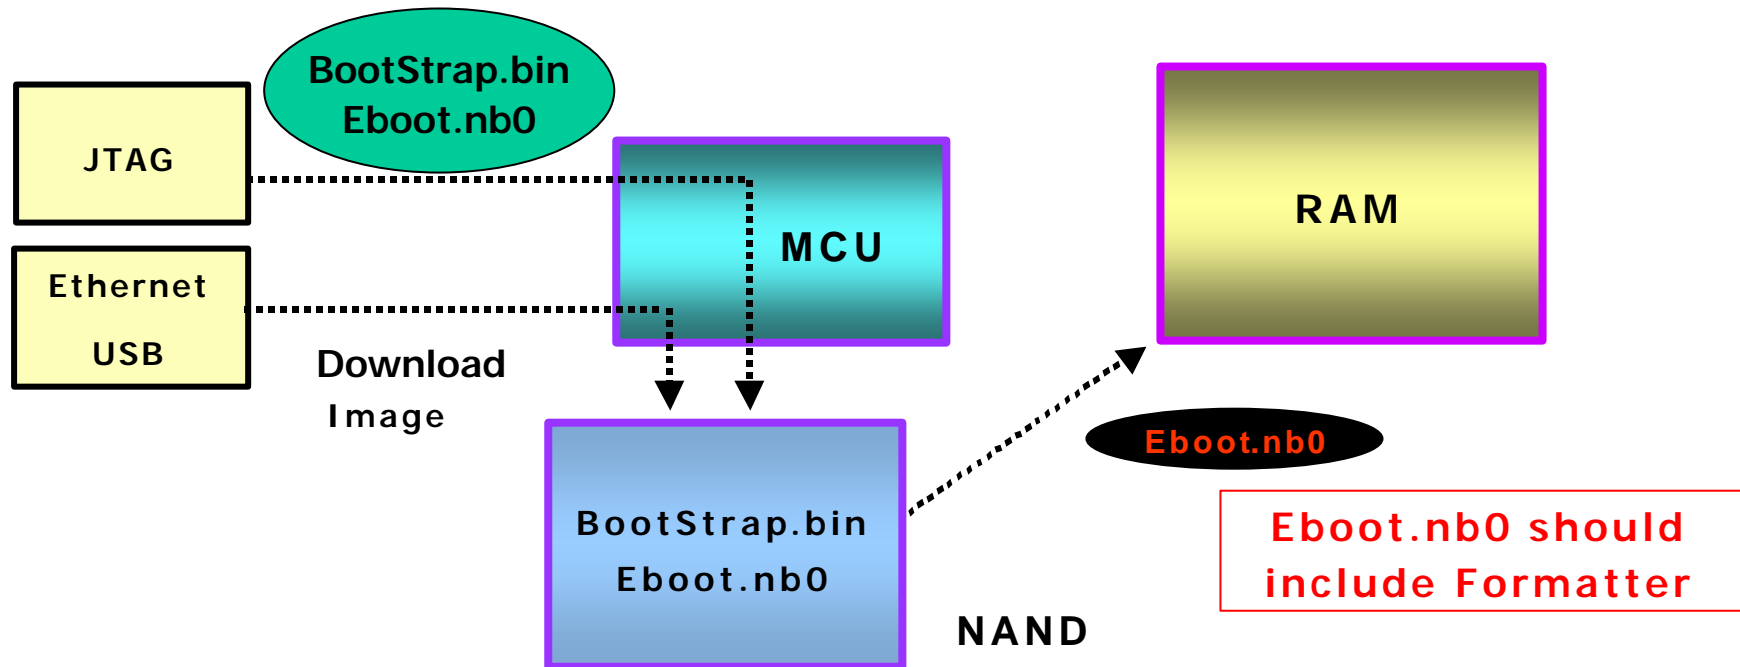 BootStrap.bin
Eboot.nb0
JTAG
Ethernet
USB
MCU
RAM
Download
Image
Eboot.nb0
BootStrap.bin
Eboot.nb0
NAND
Eboot.nb0 should
include Formatter